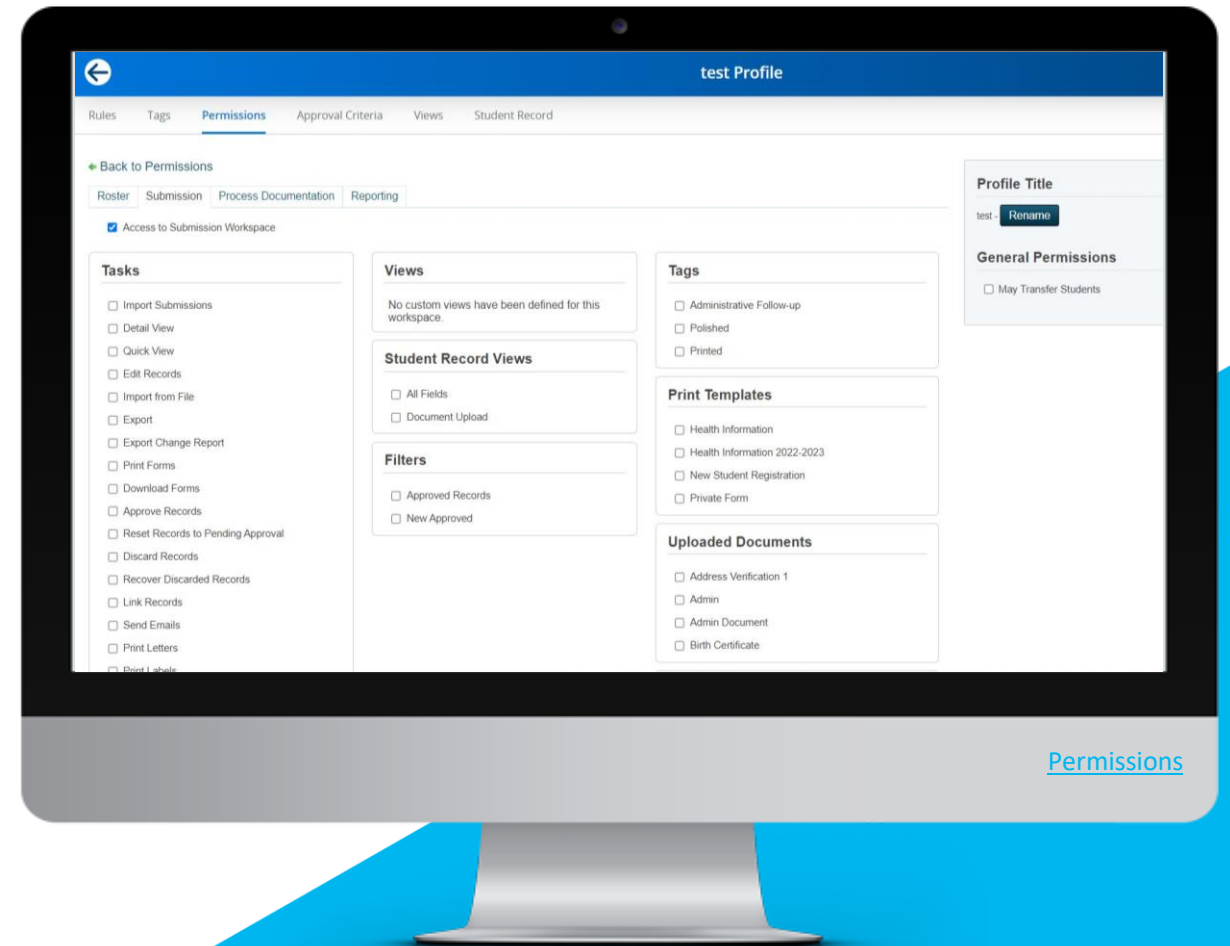 test Profile
Rules Tags Permissions Approval Criteria Views Student Record
Back to Permissions
Roster Submission Process Documentation Reporting
Access to Submission Workspace
Tasks
Import Submissions
Detail View
Quick View
Edit Records
Import from File
Export
Export Change Report
Print Forms
Download Forms
Approve Records
Reset Records to Pending Approval
Discard Records
Recover Discarded Records
Link Records
Send Emails
Print Letters
Print Labels
Views
No custom views have been defined for this
workspace.
Student Record Views
All Fields
Document Upload
Filters
Approved Records
New Approved
Tags
Administrative Follow-up
Polished
Printed
Print Templates
Health Information
Health Information 2022-2023
New Student Registration
Private Form
Uploaded Documents
Address Verification 1
Admin
Admin Document
Birth Certificate
Profile Title
test - Rename
General Permissions
May Transfer Students
Permissions